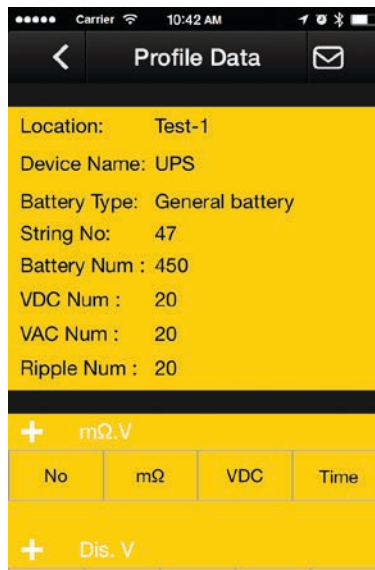 Carrier 10:42 AM
Profile Data
Location: Test-1
Device Name: UPS
Battery Type: General battery
String No: 47
Battery Num : 450
VDC Num : 20
VAC Num : 20
Ripple Num : 20
+ mΩ.V
No mΩ VDC Time
+ Dis. V